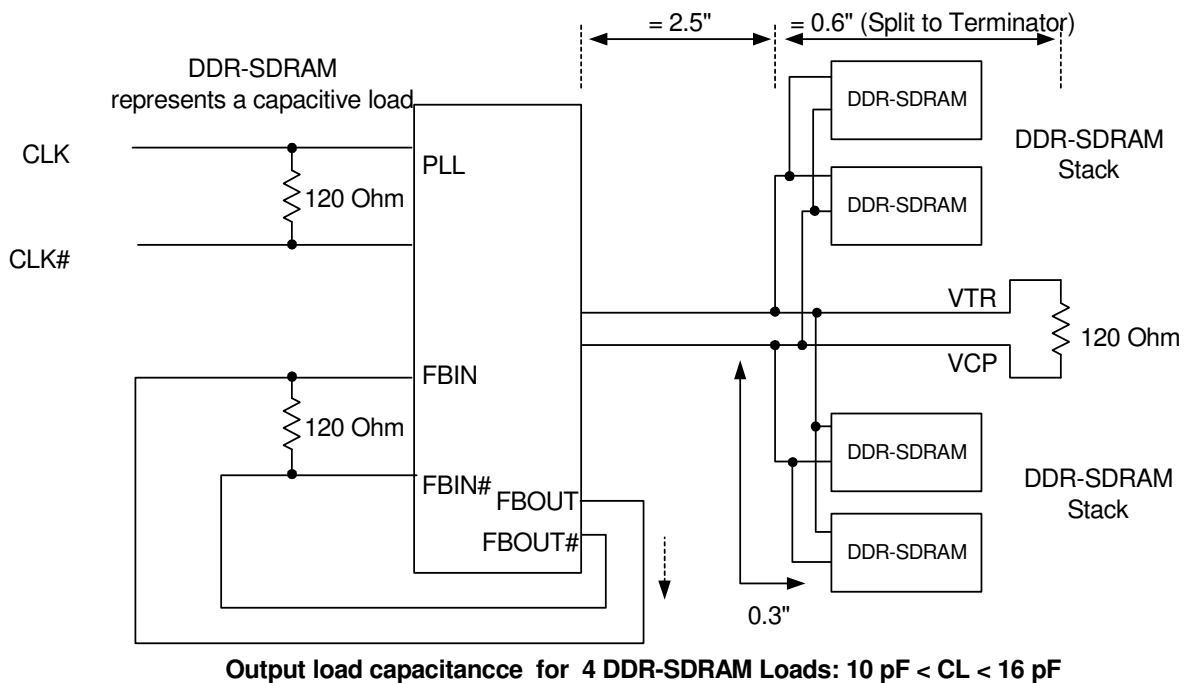 = 2.5"
= 0.6" (Split to Terminator)
DDR-SDRAM
represents a capacitive load
CLK
CLK#
120 Ohm
PLL
FBIN
120 Ohm
FBIN#
FBOUT
FBOUT#
DDR-SDRAM
DDR-SDRAM
DDR-SDRAM
Stack
VTR
VCP
120 Ohm
DDR-SDRAM
DDR-SDRAM
DDR-SDRAM
Stack
0.3"
Output load capacitancce for 4 DDR-SDRAM Loads: 10 pF < CL < 16 pF